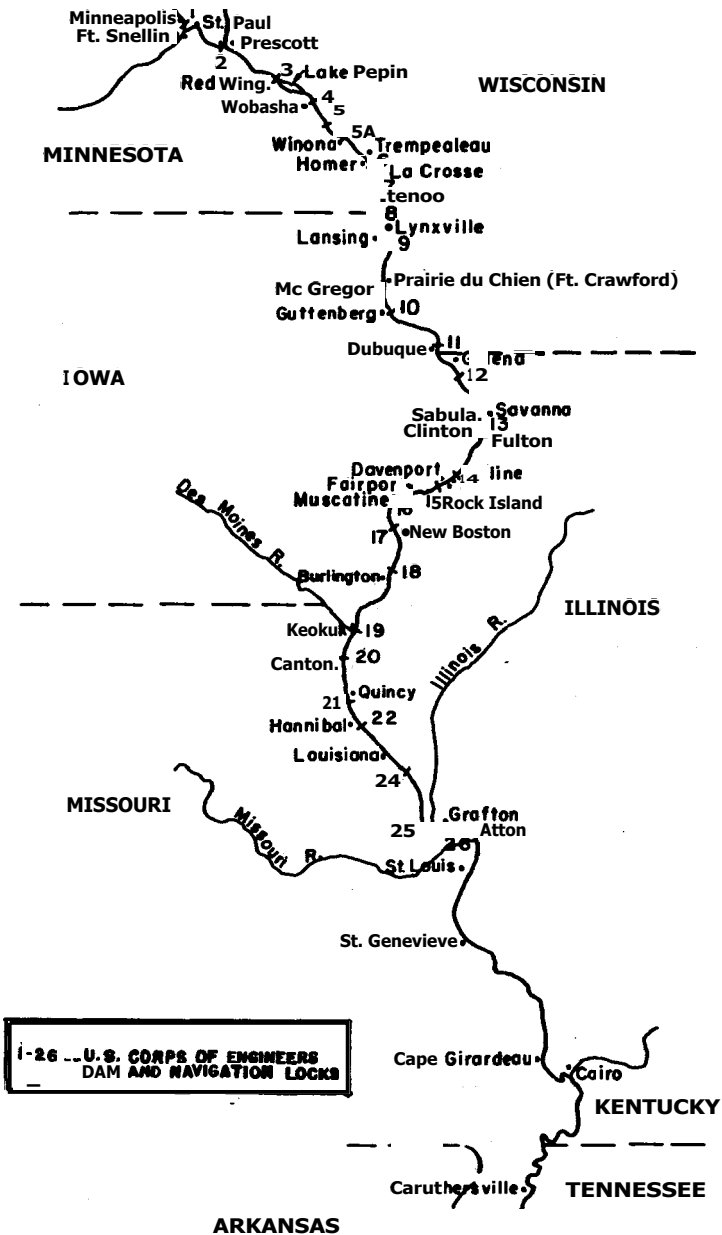 Minneapolis 1
St. Paul
Ft. Snellin
2
Prescott
3
Lake Pepin
Red Wing.
WISCONSIN
Wobasha
4
5
5A
Winona
Trempealeau
MINNESOTA
Homer
La Crosse
tenoo
8
Lynxville
Lansing
9
Prairie du Chien (Ft. Crawford)
Mc Gregor
Guttenberg
10
Dubuque
11
12
IOWA
Sabula.
Savanna
Clinton
13
Fulton
Davenport
14
line
Fairpor
15 Rock Island
Muscatine
16
Des Moines R.
17
New Boston
Burlington
18
ILLINOIS
Keokuk
19
Illinois R.
Canton.
20
Quincy
21
Hannibal
22
Louisiana
24
MISSOURI
Missouri R.
Grafton
25
Atton
26
St. Louis
St. Genevieve
1-26 -- U.S. CORPS OF ENGINEERS
DAM AND NAVIGATION LOCKS
Cape Girardeau
Cairo
KENTUCKY
Caruthersville
TENNESSEE
ARKANSAS